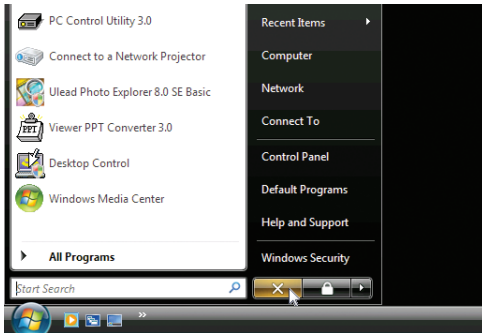 PC Control Utility 3.0
Connect to a Network Projector
Ulead Photo Explorer 8.0 SE Basic
PPT
Viewer PPT Converter 3.0
Desktop Control
Windows Media Center
All Programs
Start Search
Recent Items
Computer
Network
Connect To
Control Panel
Default Programs
Help and Support
Windows Security